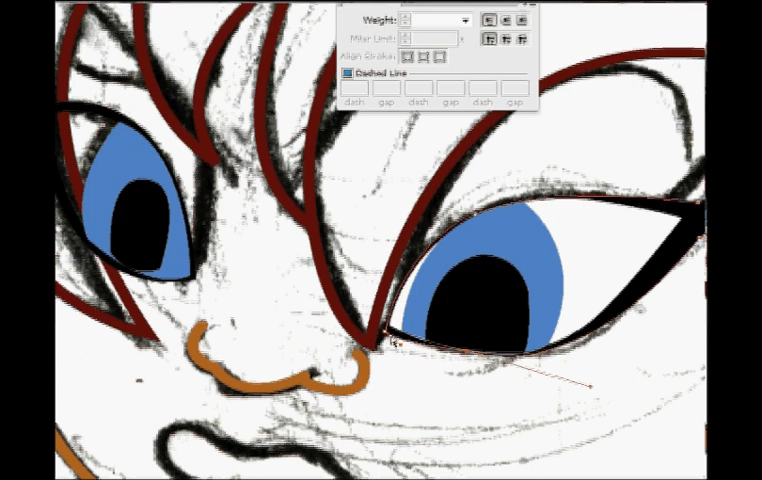 Weight:
Miter Limit: x
Align Stroke:
Dashed Line
dash gap dash gap dash gap